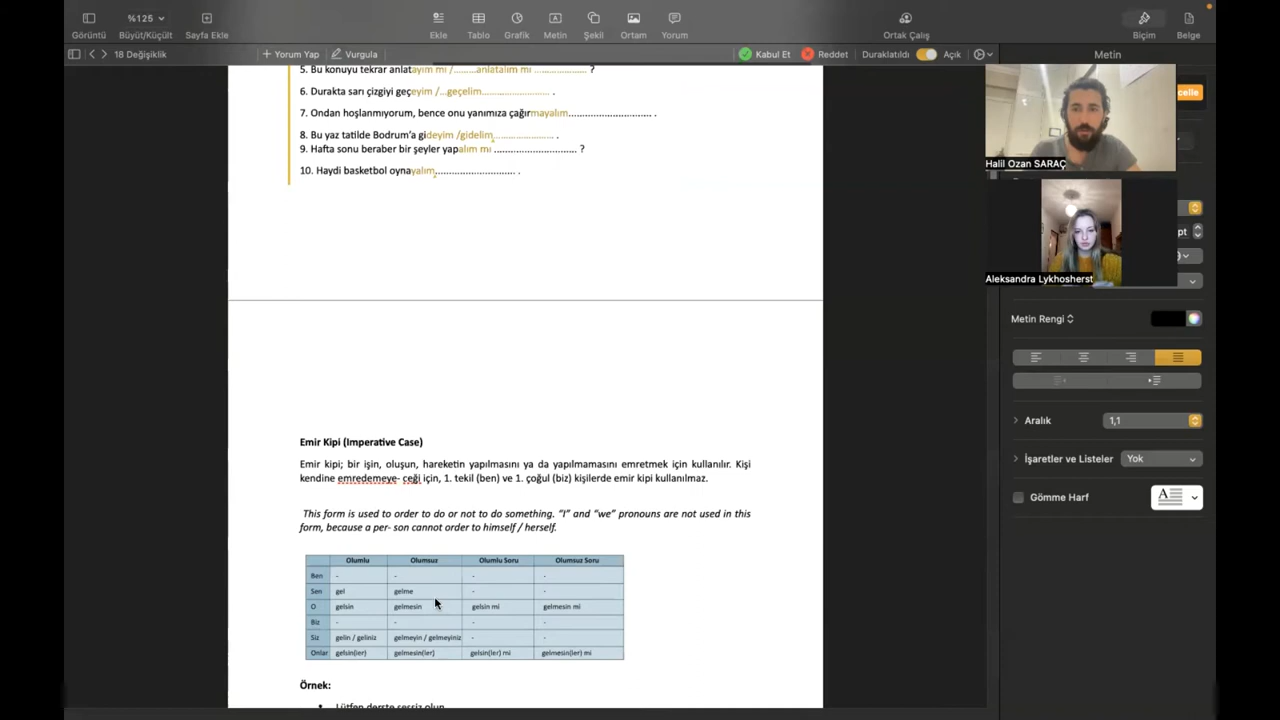 %125
Görüntü
Büyüt/Küçült
Sayfa Ekle
Ekle
Tablo
Grafik
Metin
Şekil
Ortam
Yorum
Ortak Çalış
Biçim
Belge
18 Değişiklik
+ Yorum Yap
Vurgula
Kabul Et
Reddet
Duraklatıldı
Açık
Metin
5. Bu konuyu tekrar anlatayım mı /........anlatalım mı .................. ?
6. Durakta sarı çizgiyi geçeyim /...geçelim....................... .
7. Ondan hoşlanmıyorum, bence onu yanımıza çağırmayalım............................ .
8. Bu yaz tatilde Bodrum'a gideyim /gidelim..................... .
9. Hafta sonu beraber bir şeyler yapalım mı ............................ ?
10. Haydi basketbol oynayalım........................... .
celle
Halil Ozan SARAÇ
pt
Aleksandra Lykhosherst
Metin Rengi
Aralık
1,1
İşaretler ve Listeler
Yok
Gömme Harf
A
Emir Kipi (Imperative Case)
Emir kipi; bir işin, oluşun, hareketin yapılmasını ya da yapılmamasını emretmek için kullanılır. Kişi
kendine emredemeye- ceği için, 1. tekil (ben) ve 1. çoğul (biz) kişilerde emir kipi kullanılmaz.
This form is used to order to do or not to do something. "I" and "we" pronouns are not used in this
form, because a per- son cannot order to himself / herself.
Olumlu Olumsuz Olumlu Soru Olumsuz Soru
Ben - - - -
Sen gel gelme - -
O gelsin gelmesin gelsin mi gelmesin mi
Biz - - - -
Siz gelin / geliniz gelmeyin / gelmeyiniz - -
Onlar gelsin(ler) gelmesin(ler) gelsin(ler) mi gelmesin(ler) mi
Örnek:
• Lütfen derste sessiz olun